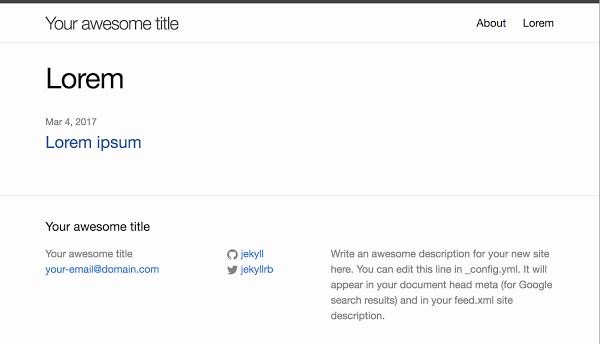 Your awesome title
About Lorem
Lorem
Mar 4, 2017
Lorem ipsum
Your awesome title
Your awesome title
your-email@domain.com
jekyll
jekyllrb
Write an awesome description for your new site
here. You can edit this line in _config.yml. It will
appear in your document head meta (for Google
search results) and in your feed.xml site
description.